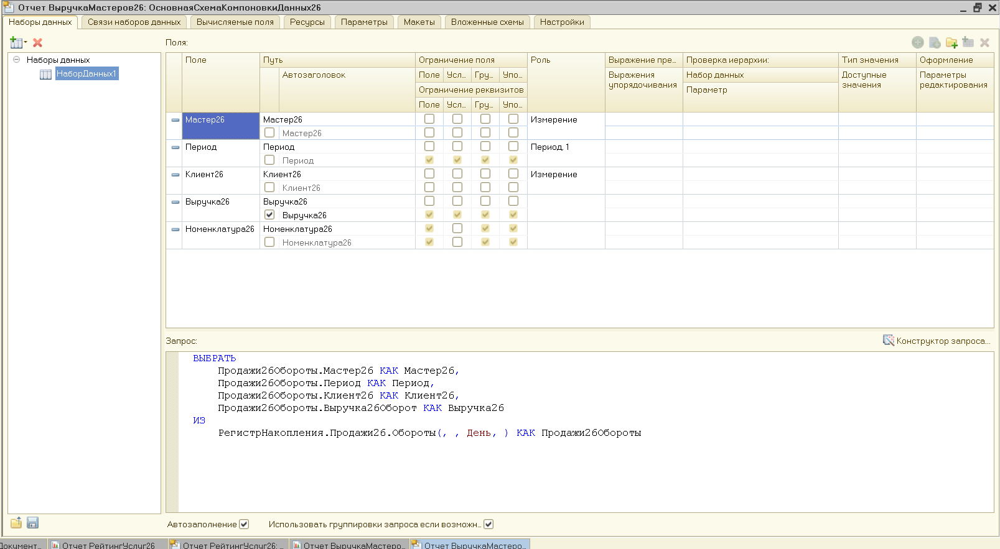 Отчет ВыручкаМастеров26: ОсновнаяСхемаКомпоновкиДанных26
Наборы данных Связи наборов данных Вычисляемые поля Ресурсы Параметры Макеты Вложенные схемы Настройки
Поля:
Наборы данных
НаборДанных1
Поле Путь Ограничение поля Роль Выражение пре... Проверка иерархии: Тип значения Оформление
Автозаголовок Поле Усл... Гру... Упо... Выражения упорядочивания Набор данных Доступные значения Параметры редактирования
Ограничение реквизитов Параметр
Поле Усл... Гру... Упо...
Мастер26 Мастер26 Измерение
Мастер26
Период Период Период, 1
Период
Клиент26 Клиент26 Измерение
Клиент26
Выручка26 Выручка26
Выручка26
Номенклатура26 Номенклатура26
Номенклатура26
Запрос: Конструктор запроса...
ВЫБРАТЬ
Продажи26Обороты.Мастер26 КАК Мастер26,
Продажи26Обороты.Период КАК Период,
Продажи26Обороты.Клиент26 КАК Клиент26,
Продажи26Обороты.Выручка26Оборот КАК Выручка26
ИЗ
РегистрНакопления.Продажи26.Обороты(, , День, ) КАК Продажи26Обороты
Автозаполнение Использовать группировки запроса если возможн...
Документ... Отчет РейтингУслуг26 Отчет РейтингУслуг26: ... Отчет ВыручкаМастеро... Отчет ВыручкаМастеро...